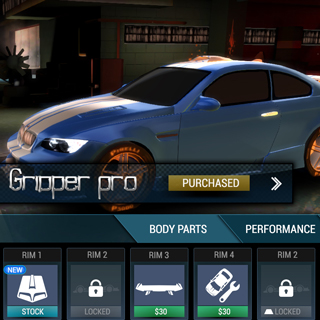 PIRELLI
Gripper pro
PURCHASED
BODY PARTS
PERFORMANCE
RIM 1
RIM 2
RIM 3
RIM 4
RIM 2
NEW
STOCK
LOCKED
$30
$30
LOCKED